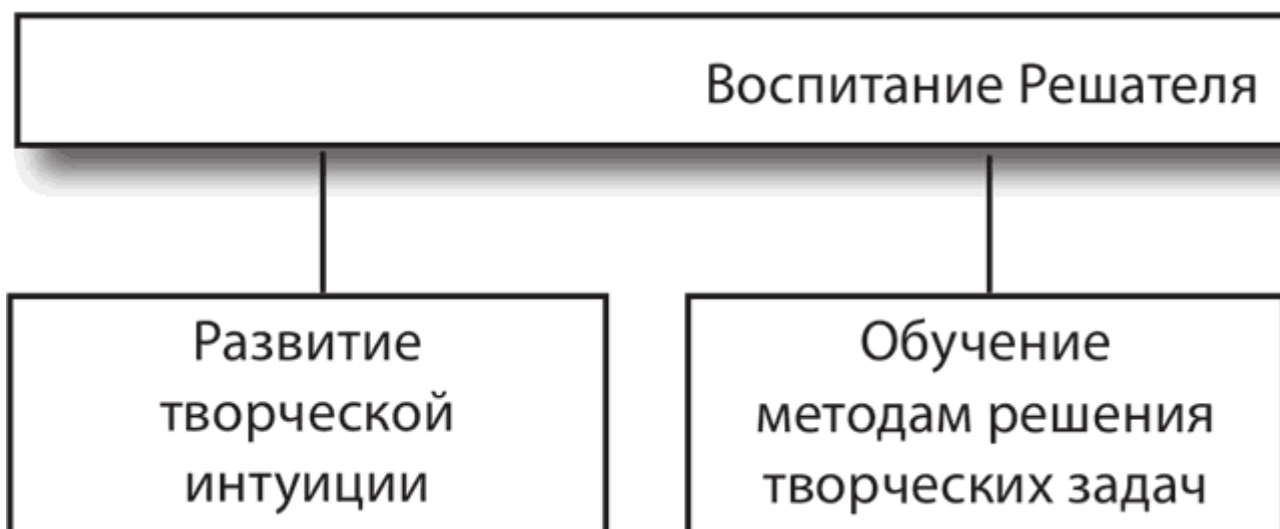 Воспитание Решателя
Развитие
творческой
интуиции
Обучение
методам решения
творческих задач